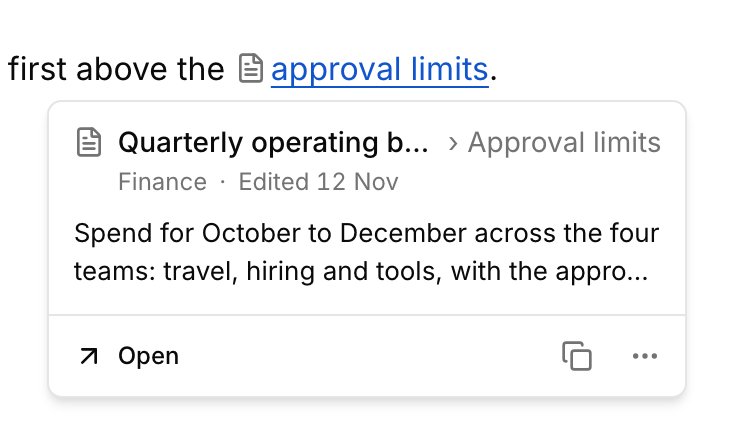 first above the approval limits.
Quarterly operating b... › Approval limits
Finance · Edited 12 Nov
Spend for October to December across the four
teams: travel, hiring and tools, with the appro...
Open